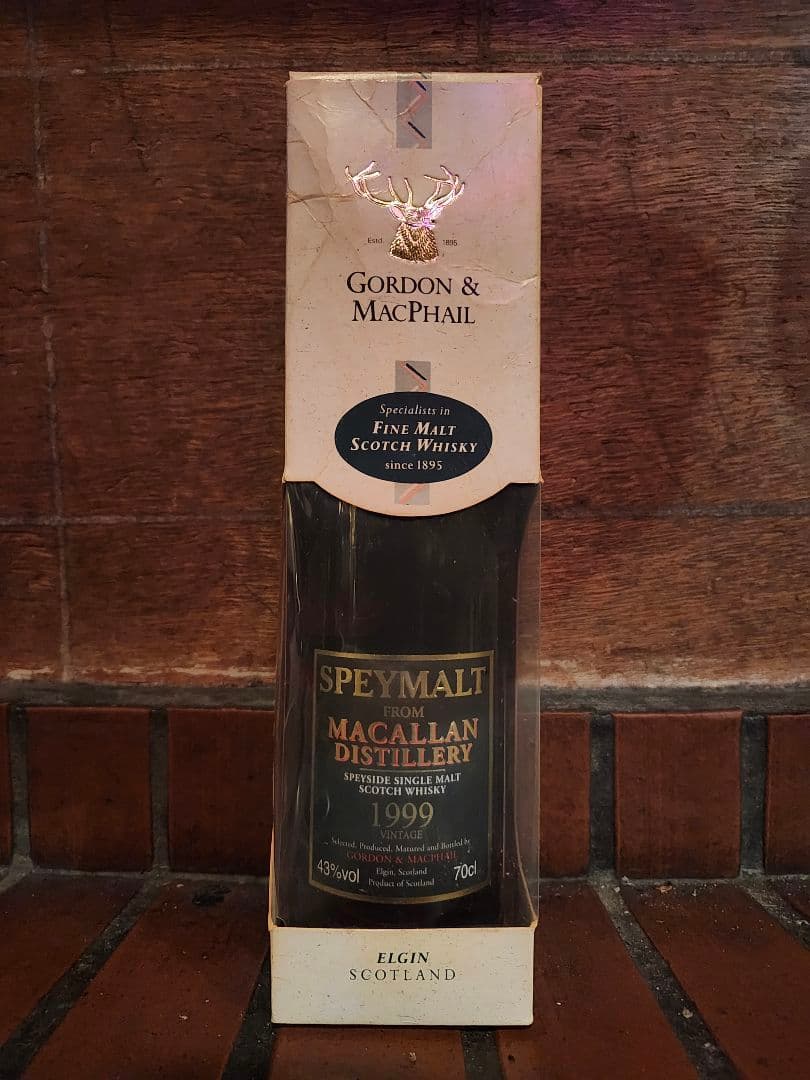 Estd. 1895
GORDON &
MACPHAIL
Specialists in
FINE MALT
SCOTCH WHISKY
since 1895
SPEYMALT
FROM
MACALLAN
DISTILLERY
SPEYSIDE SINGLE MALT
SCOTCH WHISKY
1999
VINTAGE
Selected, Produced, Matured and Bottled by
GORDON & MACPHAIL
43%vol Elgin, Scotland 70cl
Product of Scotland
ELGIN
SCOTLAND